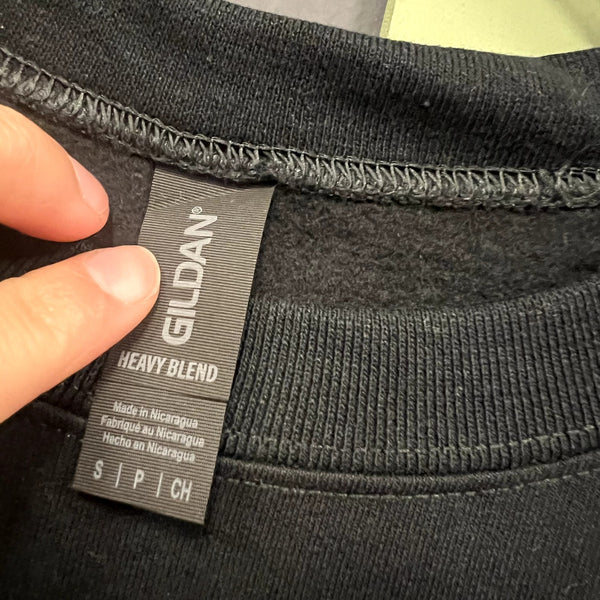 GILDAN®
HEAVY BLEND
Made in Nicaragua
Fabriqué au Nicaragua
Hecho en Nicaragua
S | P | CH